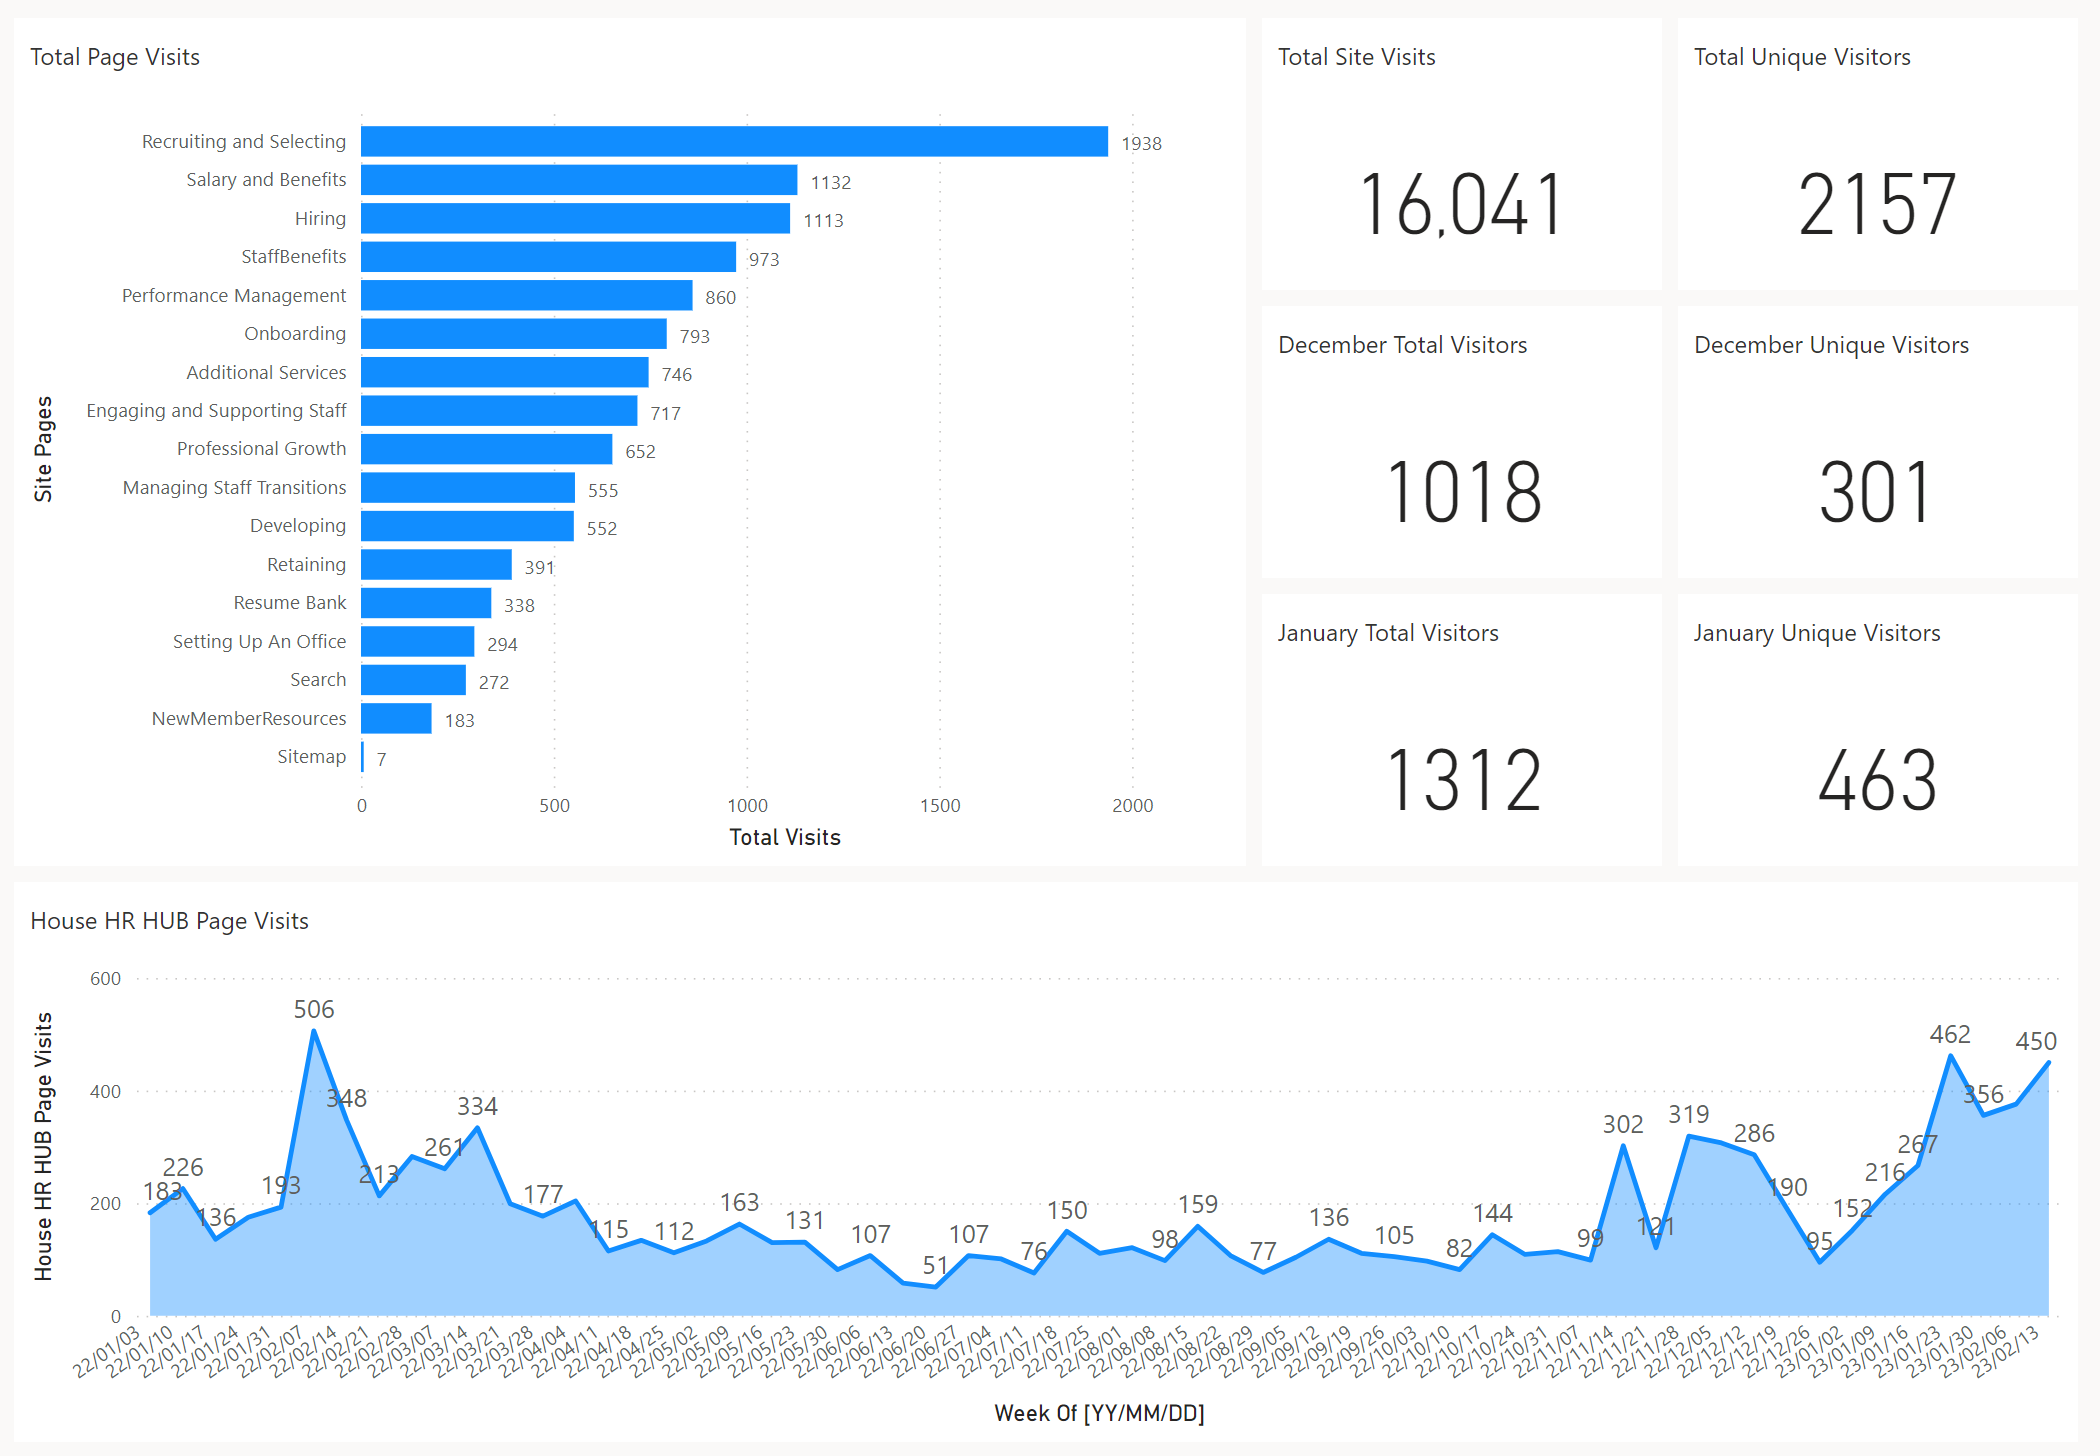 Total Page Visits
Site Pages
Recruiting and Selecting 1938
Salary and Benefits 1132
Hiring 1113
StaffBenefits 973
Performance Management 860
Onboarding 793
Additional Services 746
Engaging and Supporting Staff 717
Professional Growth 652
Managing Staff Transitions 555
Developing 552
Retaining 391
Resume Bank 338
Setting Up An Office 294
Search 272
NewMemberResources 183
Sitemap 7
0 500 1000 1500 2000
Total Visits
Total Site Visits
16,041
Total Unique Visitors
2157
December Total Visitors
1018
December Unique Visitors
301
January Total Visitors
1312
January Unique Visitors
463
House HR HUB Page Visits
House HR HUB Page Visits
600
400
200
0
183 226 136 193 506 348 213 261 334 177 115 112 163 131 107 51 107 76 150 98 159 77 136 105 82 144 99 302 121 319 286 190 95 152 216 267 462 356 450
22/01/03 22/01/10 22/01/17 22/01/24 22/01/31 22/02/07 22/02/14 22/02/21 22/02/28 22/03/07 22/03/14 22/03/21 22/03/28 22/04/04 22/04/11 22/04/18 22/04/25 22/05/02 22/05/09 22/05/16 22/05/23 22/05/30 22/06/06 22/06/13 22/06/20 22/06/27 22/07/04 22/07/11 22/07/18 22/07/25 22/08/01 22/08/08 22/08/15 22/08/22 22/08/29 22/09/05 22/09/12 22/09/19 22/09/26 22/10/03 22/10/10 22/10/17 22/10/24 22/10/31 22/11/07 22/11/14 22/11/21 22/11/28 22/12/05 22/12/12 22/12/19 22/12/26 23/01/02 23/01/09 23/01/16 23/01/23 23/01/30 23/02/06 23/02/13
Week Of [YY/MM/DD]